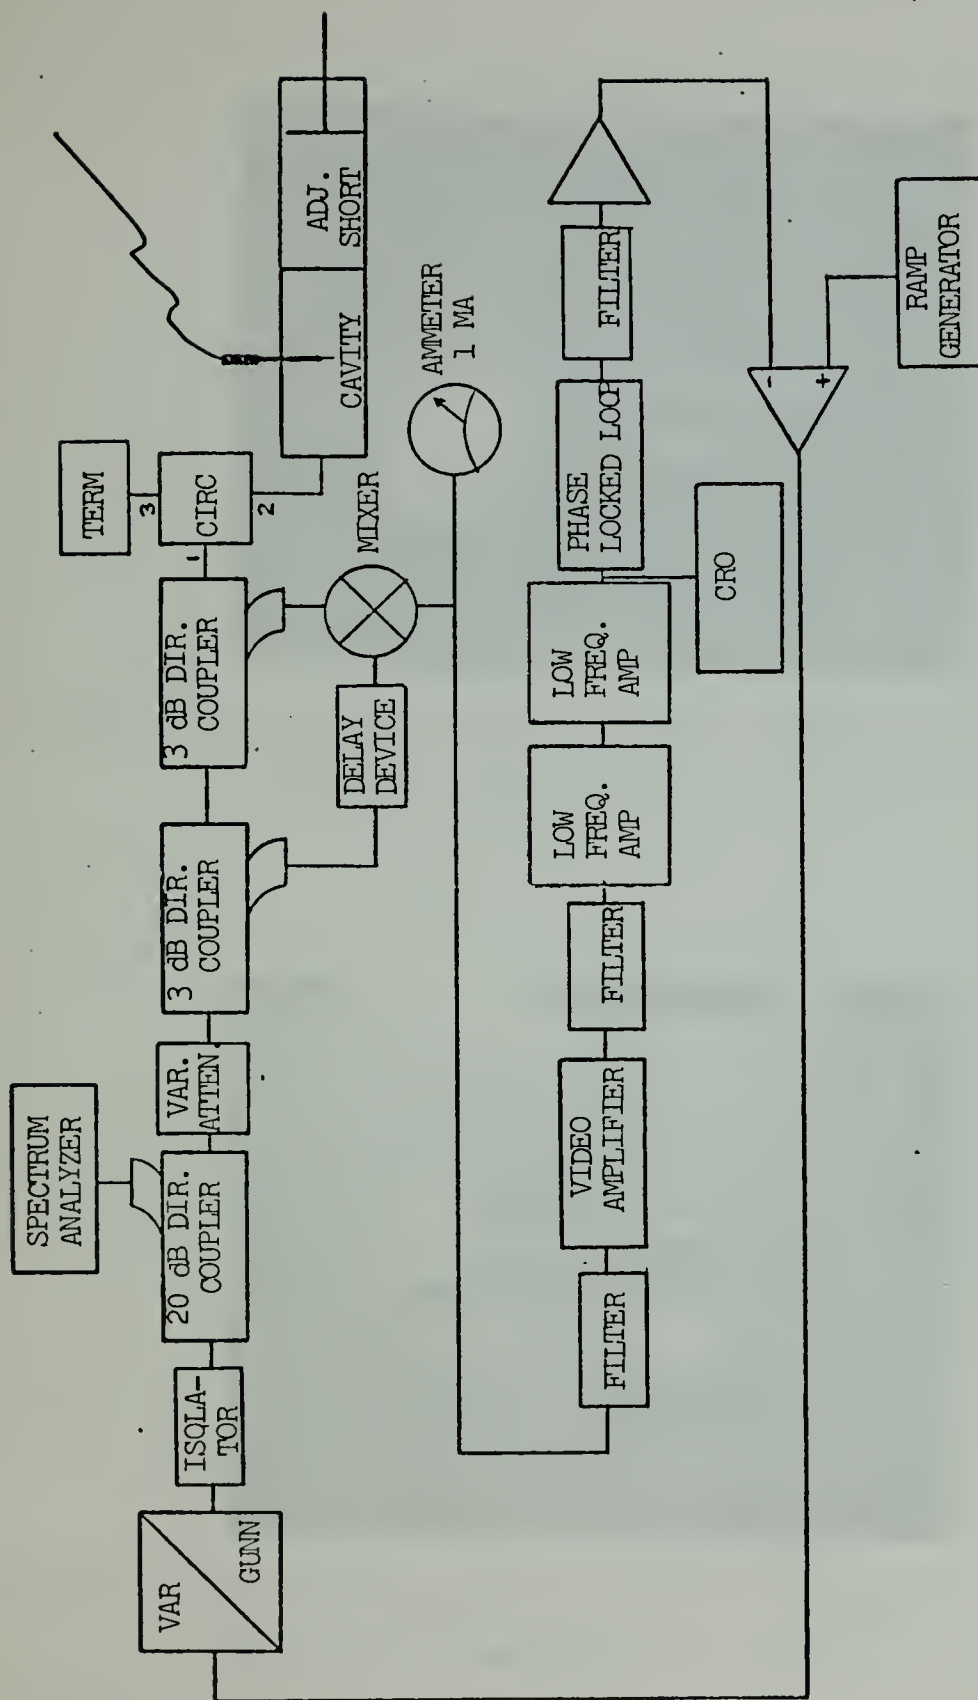 SPECTRUM
ANALYZER
VAR
GUNN
ISQLA-
TOR
20 dB DIR.
COUPLER
VAR.
ATTEN
3 dB DIR.
COUPLER
3 dB DIR.
COUPLER
1
CIRC
3
2
TERM
CAVITY
ADJ.
SHORT
DELAY
DEVICE
MIXER
AMMETER
1 MA
FILTER
VIDEO
AMPLIFIER
FILTER
LOW
FREQ.
AMP
LOW
FREQ.
AMP
PHASE
LOCKED LOOP
FILTER
CRO
-
+
RAMP
GENERATOR